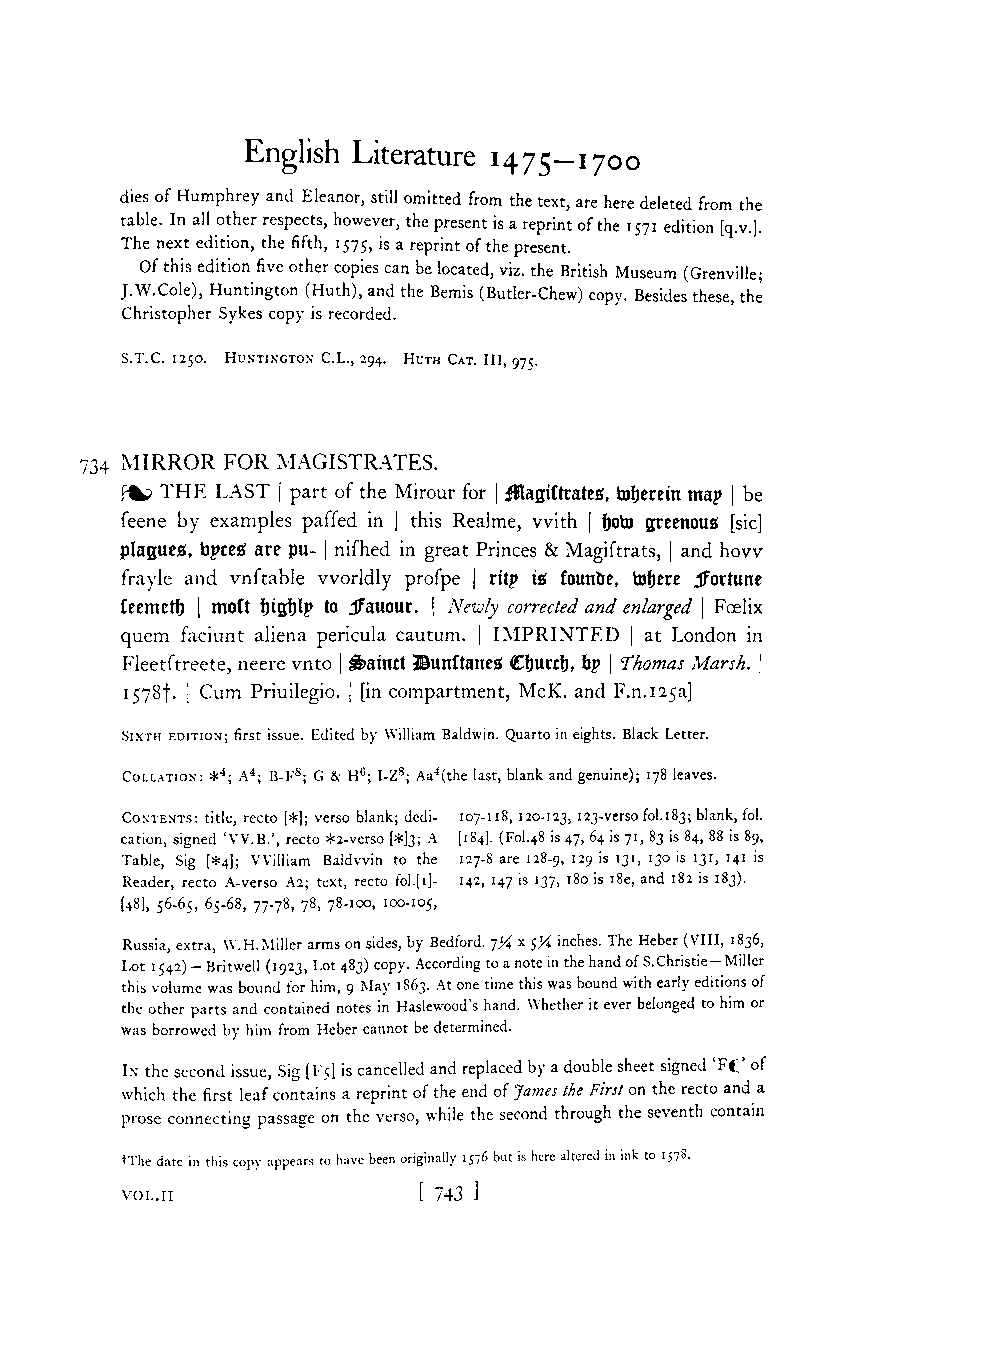 English Literature 1475–1700
dies of Humphrey and Eleanor, still omitted from the text, are here deleted from the
table. In all other respects, however, the present is a reprint of the 1571 edition [q.v.].
The next edition, the fifth, 1575, is a reprint of the present.
Of this edition five other copies can be located, viz. the British Museum (Grenville;
J.W.Cole), Huntington (Huth), and the Bemis (Butler-Chew) copy. Besides these, the
Christopher Sykes copy is recorded.
S.T.C. 1250. HUNTINGTON C.L., 294. HUTH CAT. III, 975.
734 MIRROR FOR MAGISTRATES.
THE LAST | part of the Mirour for | Magiſtrates, wherein may | be
ſeene by examples paſſed in | this Realme, vvith | how greenous [sic]
plagues, vyces are pu- | niſhed in great Princes & Magiſtrats, | and hovv
frayle and vnſtable vvorldly proſpe | rity is founde, where Fortune
ſeemeth | moſt highly to Fauour. | Newly corrected and enlarged | Fœlix
quem faciunt aliena pericula cautum. | IMPRINTED | at London in
Fleetſtreete, neere vnto | Sainct Dunſtanes Church, by | Thomas Marsh. |
1578†. | Cum Priuilegio. | [in compartment, McK. and F.n.125a]
SIXTH EDITION; first issue. Edited by William Baldwin. Quarto in eights. Black Letter.
COLLATION: *⁴; A⁴; B-F⁸; G & H⁶; I-Z⁸; Aa⁴(the last, blank and genuine); 178 leaves.
CONTENTS: title, recto [*]; verso blank; dedi-
cation, signed ‘VV.B.’, recto *2-verso [*]3; A
Table, Sig [*4]; VVilliam Baldvvin to the
Reader, recto A-verso A2; text, recto fol.[1]-
[48], 56-65, 65-68, 77-78, 78, 78-100, 100-105,
107-118, 120-123, 123-verso fol.183; blank, fol.
[184]. (Fol.48 is 47, 64 is 71, 83 is 84, 88 is 89,
127-8 are 128-9, 129 is 131, 130 is 131, 141 is
142, 147 is 137, 180 is 18e, and 182 is 183).
Russia, extra, W.H.Miller arms on sides, by Bedford. 7¼ x 5¼ inches. The Heber (VIII, 1836,
Lot 1542) – Britwell (1923, Lot 483) copy. According to a note in the hand of S.Christie–Miller
this volume was bound for him, 9 May 1863. At one time this was bound with early editions of
the other parts and contained notes in Haslewood's hand. Whether it ever belonged to him or
was borrowed by him from Heber cannot be determined.
IN the second issue, Sig [F5] is cancelled and replaced by a double sheet signed ‘F⸿’ of
which the first leaf contains a reprint of the end of James the First on the recto and a
prose connecting passage on the verso, while the second through the seventh contain
†The date in this copy appears to have been originally 1576 but is here altered in ink to 1578.
VOL.II [ 743 ]